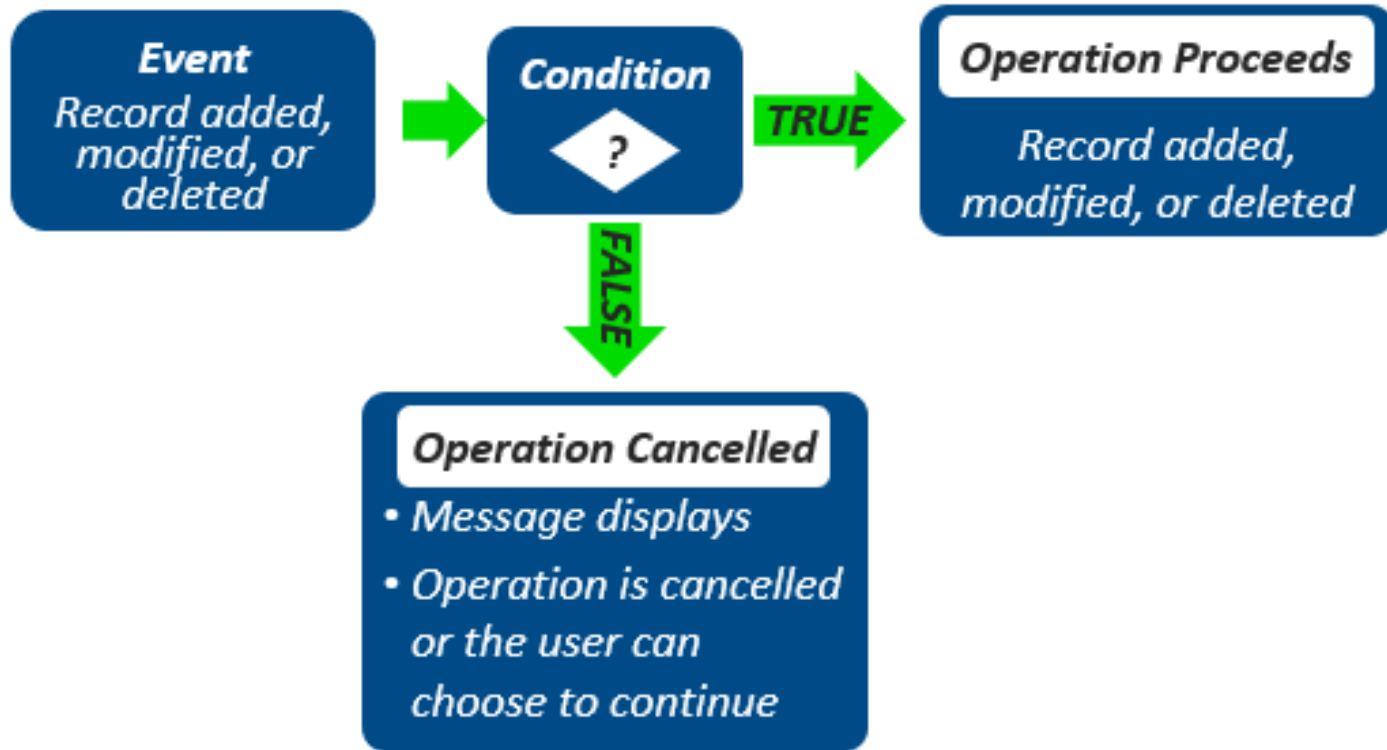 Event
Record added,
modified, or
deleted
Condition
?
TRUE
Operation Proceeds
Record added,
modified, or deleted
FALSE
Operation Cancelled
• Message displays
• Operation is cancelled
or the user can
choose to continue